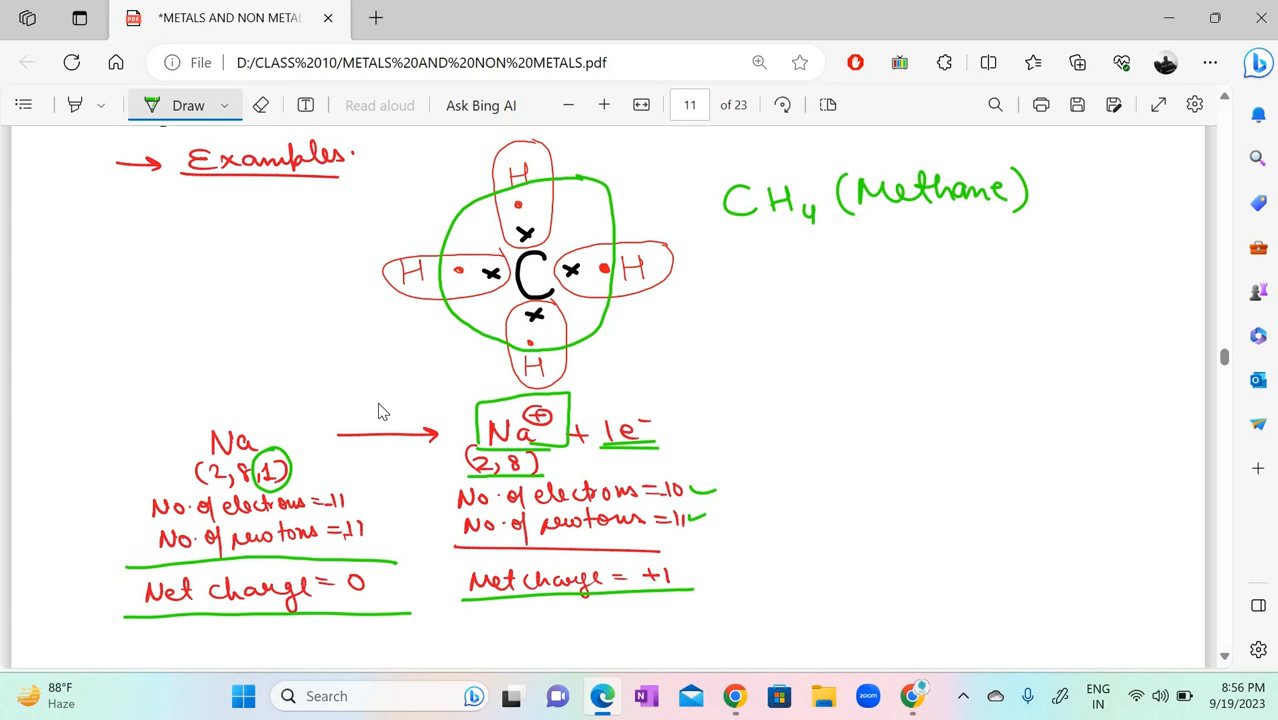 *METALS AND NON METAL
File
D:/CLASS%2010/METALS%20AND%20NON%20METALS.pdf
Draw
Read aloud
Ask Bing AI
11 of 23
→ Examples.
H
CH4 (Methane)
H C H
H
Na → Na+ + 1e-
(2,8,1) (2,8)
No. of electrons = 11
No. of protons = 11
Net charge = 0
No. of electrons = 10
No. of protons = 11
Net charge = +1
88°F
Haze
Search
zoom
ENG
IN
8:56 PM
9/19/2023